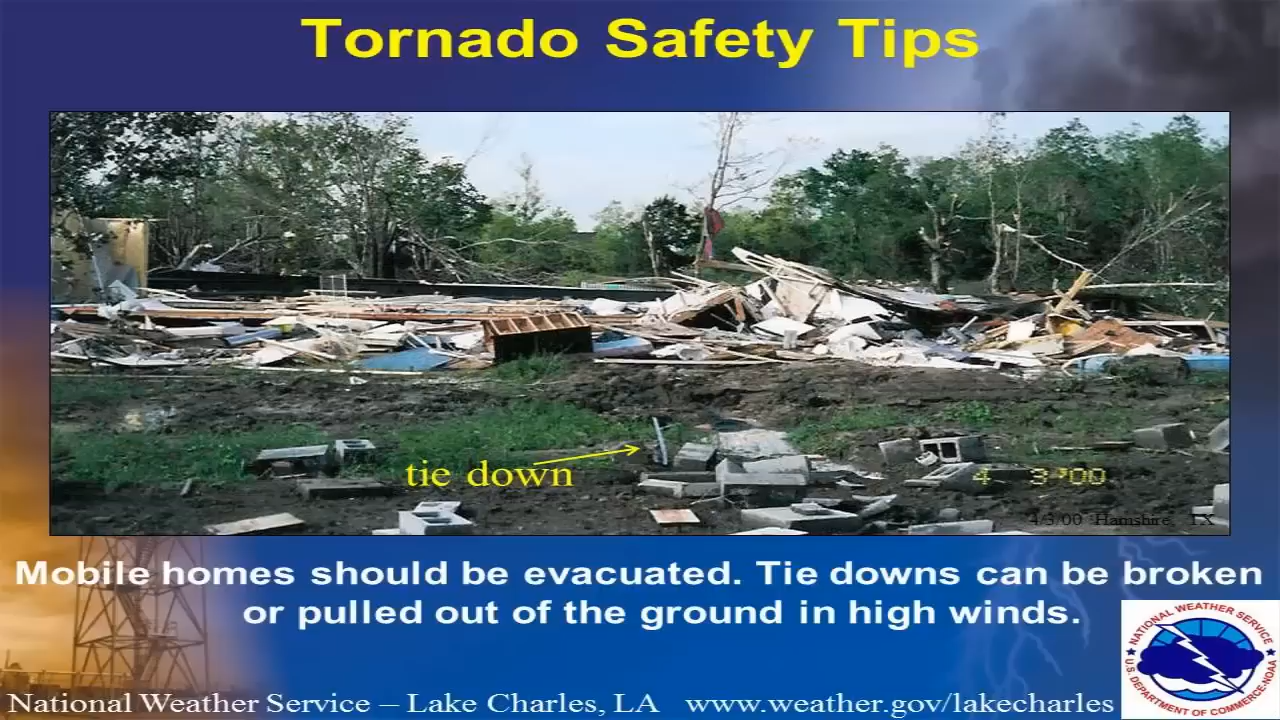 Tornado Safety Tips
tie down
4 3 '00
4/3/00 Hamshire, TX
Mobile homes should be evacuated. Tie downs can be broken
or pulled out of the ground in high winds.
NATIONAL WEATHER SERVICE
U.S. DEPARTMENT OF COMMERCE-NOAA
National Weather Service – Lake Charles, LA www.weather.gov/lakecharles